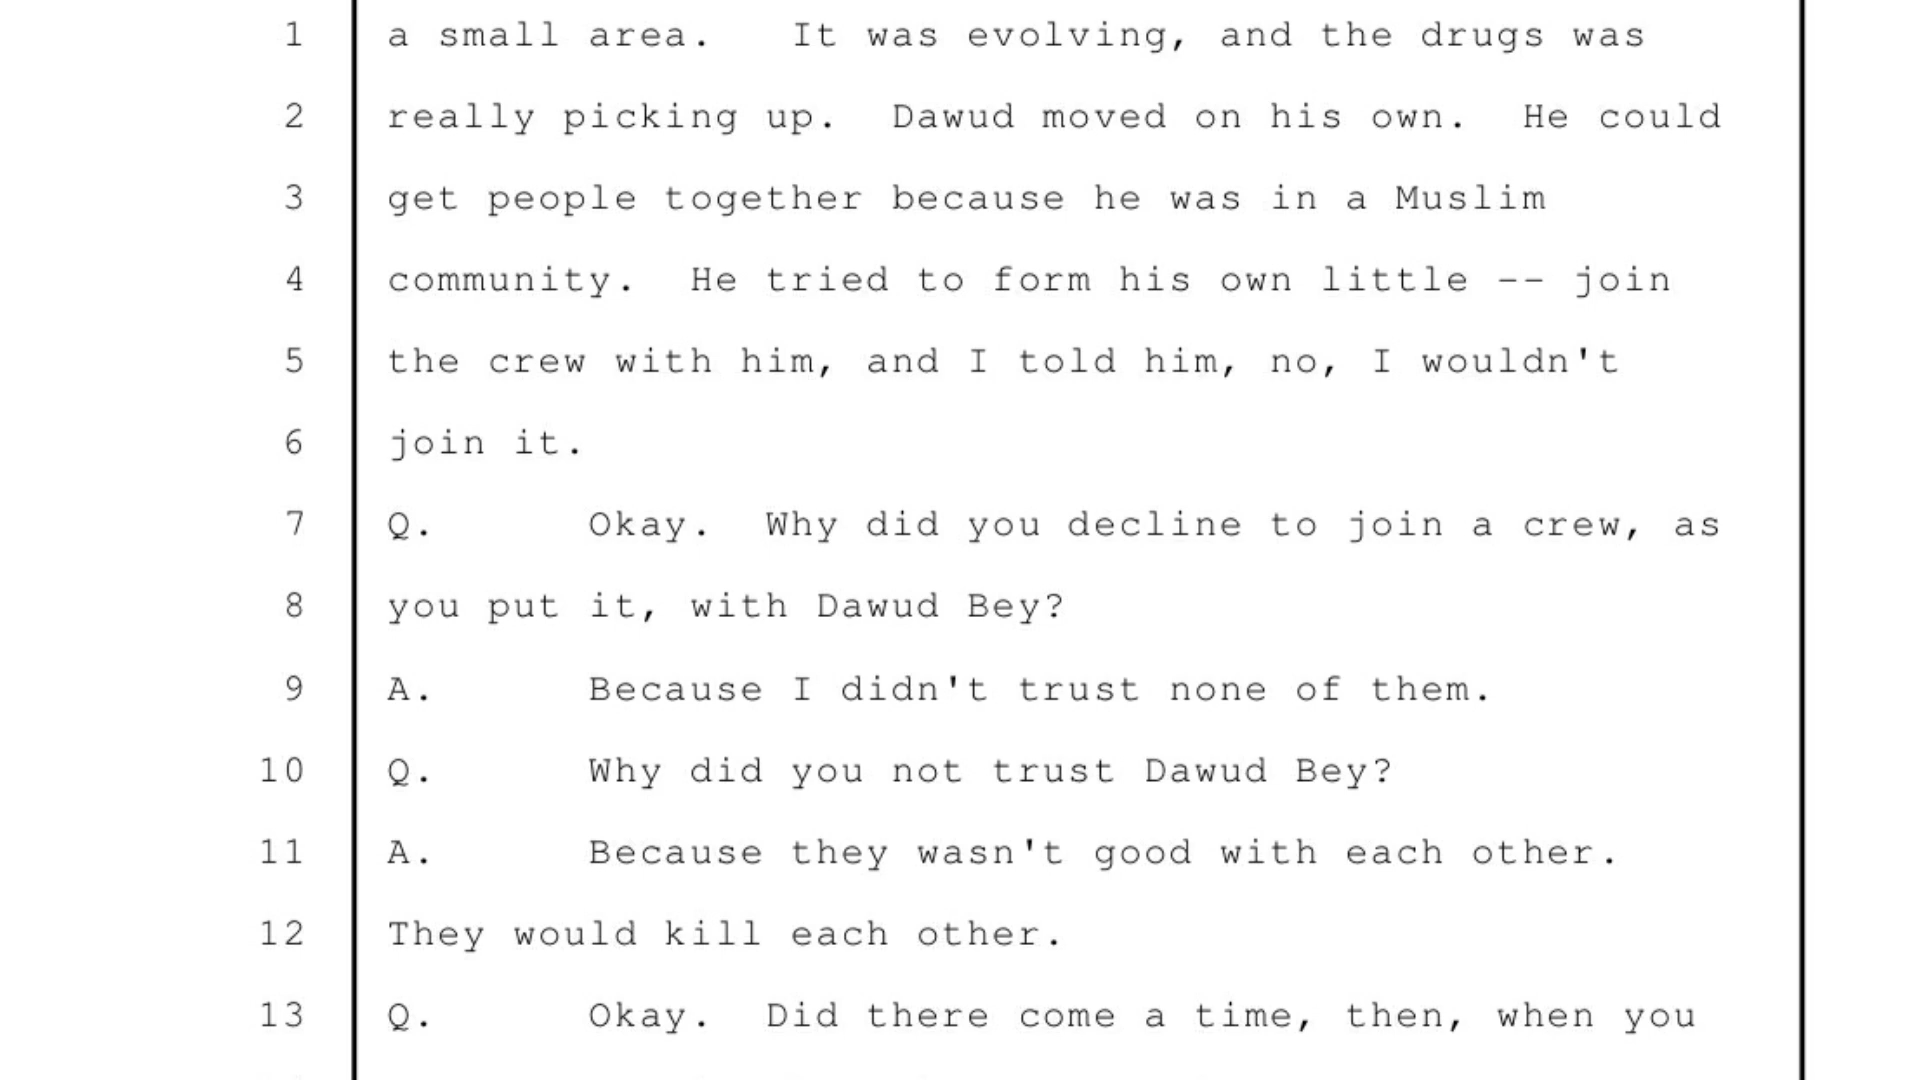 1 a small area.   It was evolving, and the drugs was
2 really picking up.  Dawud moved on his own.  He could
3 get people together because he was in a Muslim
4 community.  He tried to form his own little -- join
5 the crew with him, and I told him, no, I wouldn't
6 join it.
7 Q.      Okay.  Why did you decline to join a crew, as
8 you put it, with Dawud Bey?
9 A.      Because I didn't trust none of them.
10 Q.      Why did you not trust Dawud Bey?
11 A.      Because they wasn't good with each other.
12 They would kill each other.
13 Q.      Okay.  Did there come a time, then, when you